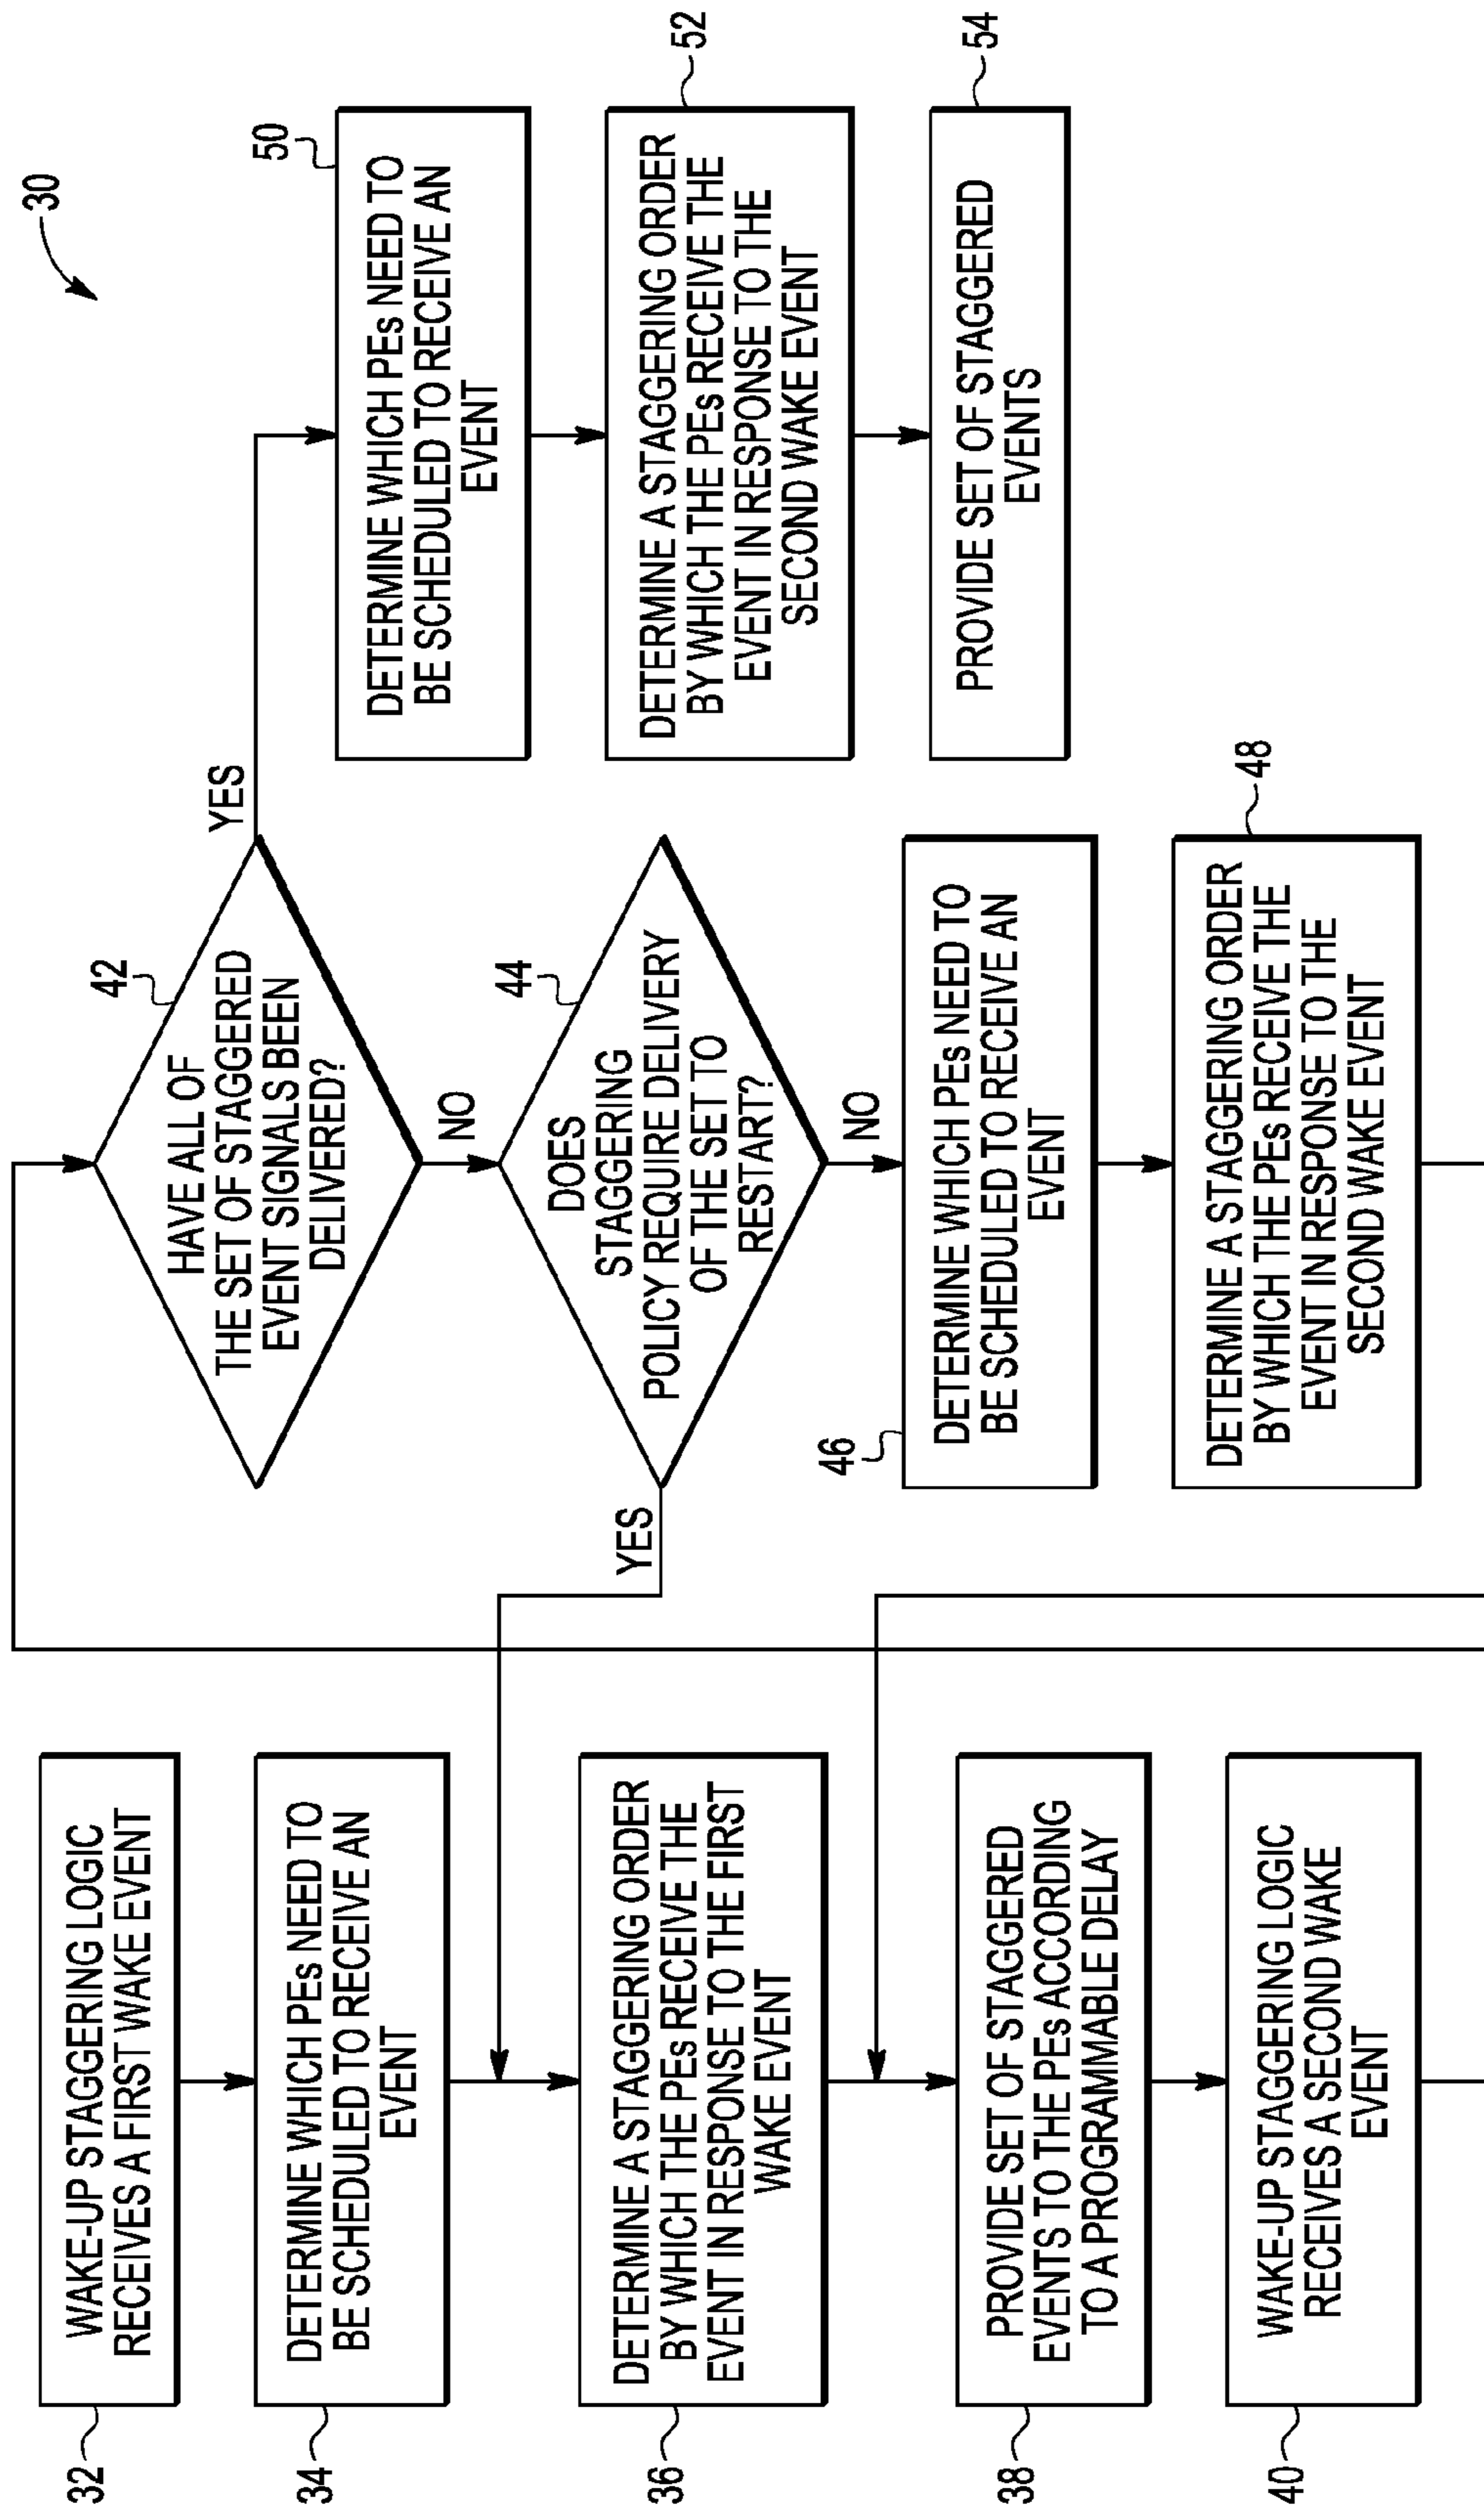 30
32
WAKE-UP STAGGERING LOGIC
RECEIVES A FIRST WAKE EVENT
34
DETERMINE WHICH PEs NEED TO
BE SCHEDULED TO RECEIVE AN
EVENT
36
DETERMINE A STAGGERING ORDER
BY WHICH THE PEs RECEIVE THE
EVENT IN RESPONSE TO THE FIRST
WAKE EVENT
38
PROVIDE SET OF STAGGERED
EVENTS TO THE PEs ACCORDING
TO A PROGRAMMABLE DELAY
40
WAKE-UP STAGGERING LOGIC
RECEIVES A SECOND WAKE
EVENT
42
HAVE ALL OF
THE SET OF STAGGERED
EVENT SIGNALS BEEN
DELIVERED?
YES
NO
44
DOES
STAGGERING
POLICY REQUIRE DELIVERY
OF THE SET TO
RESTART?
YES
NO
46
DETERMINE WHICH PEs NEED TO
BE SCHEDULED TO RECEIVE AN
EVENT
48
DETERMINE A STAGGERING ORDER
BY WHICH THE PEs RECEIVE THE
EVENT IN RESPONSE TO THE
SECOND WAKE EVENT
50
DETERMINE WHICH PEs NEED TO
BE SCHEDULED TO RECEIVE AN
EVENT
52
DETERMINE A STAGGERING ORDER
BY WHICH THE PEs RECEIVE THE
EVENT IN RESPONSE TO THE
SECOND WAKE EVENT
54
PROVIDE SET OF STAGGERED
EVENTS